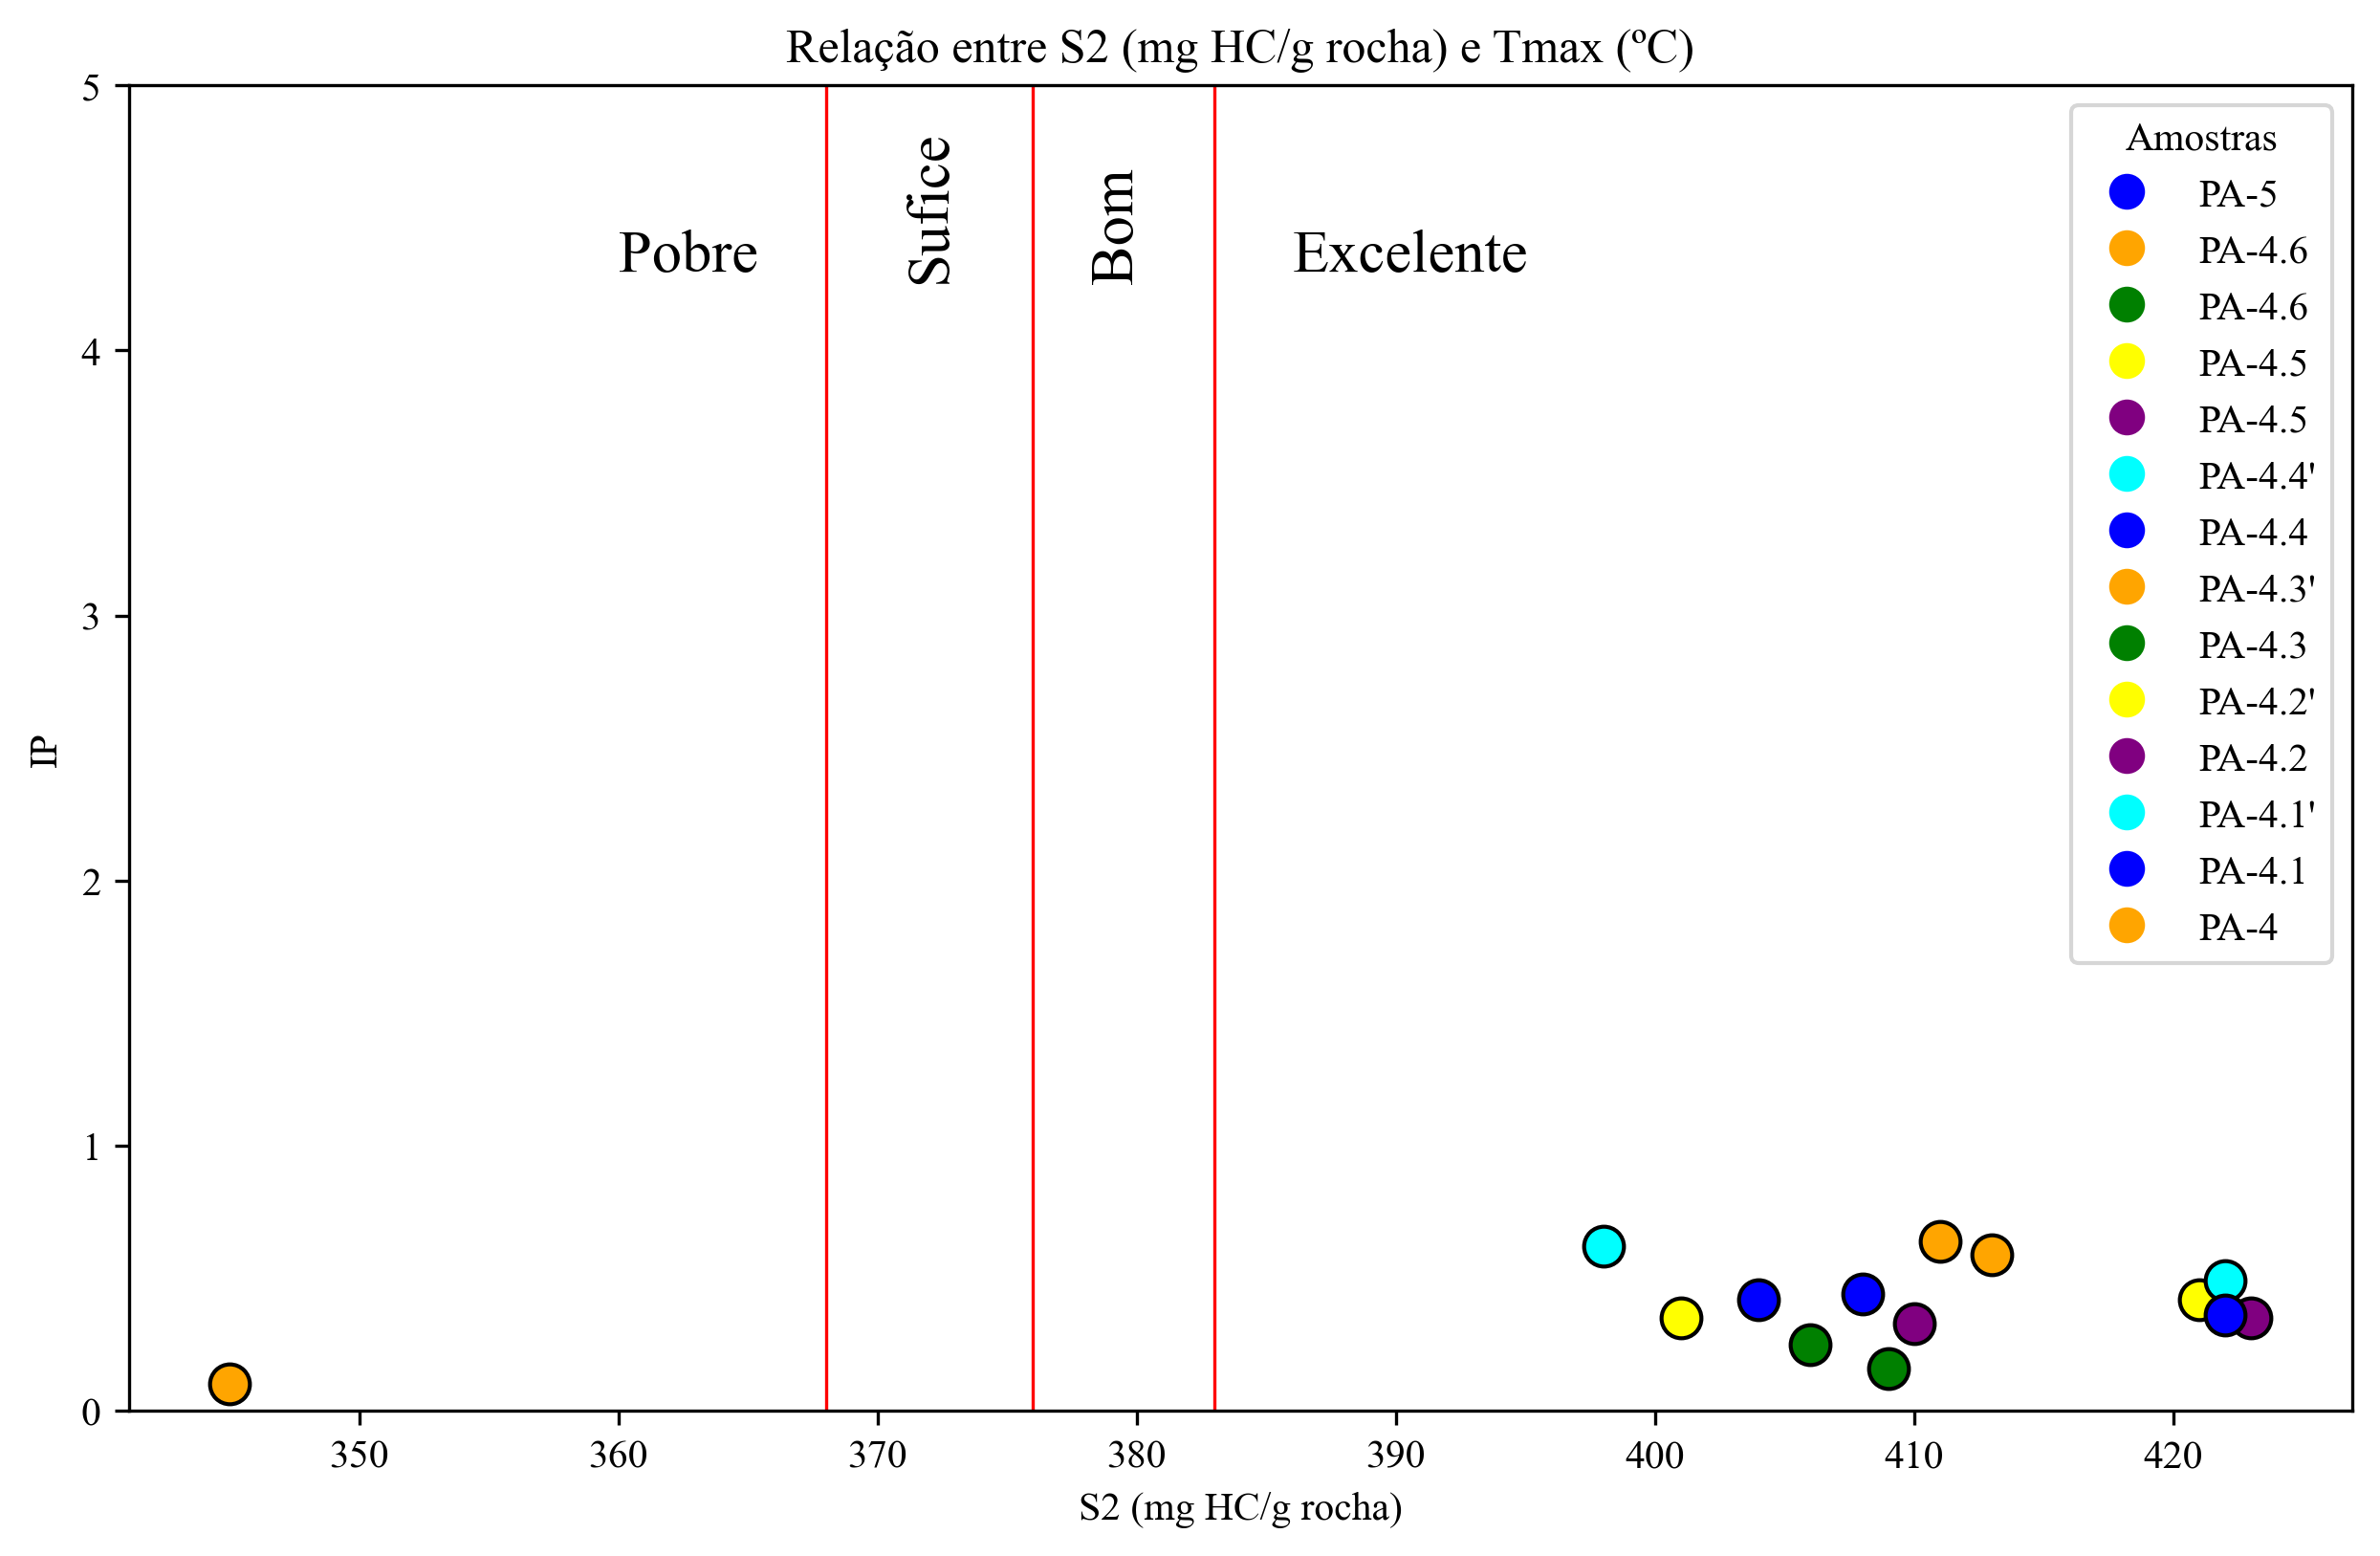 Relação entre S2 (mg HC/g rocha) e Tmax (ºC)
5
4
3
2
1
0
IP
Pobre
Sufice
Bom
Excelente
Amostras
PA-5
PA-4.6
PA-4.6
PA-4.5
PA-4.5
PA-4.4'
PA-4.4
PA-4.3'
PA-4.3
PA-4.2'
PA-4.2
PA-4.1'
PA-4.1
PA-4
350 360 370 380 390 400 410 420
S2 (mg HC/g rocha)